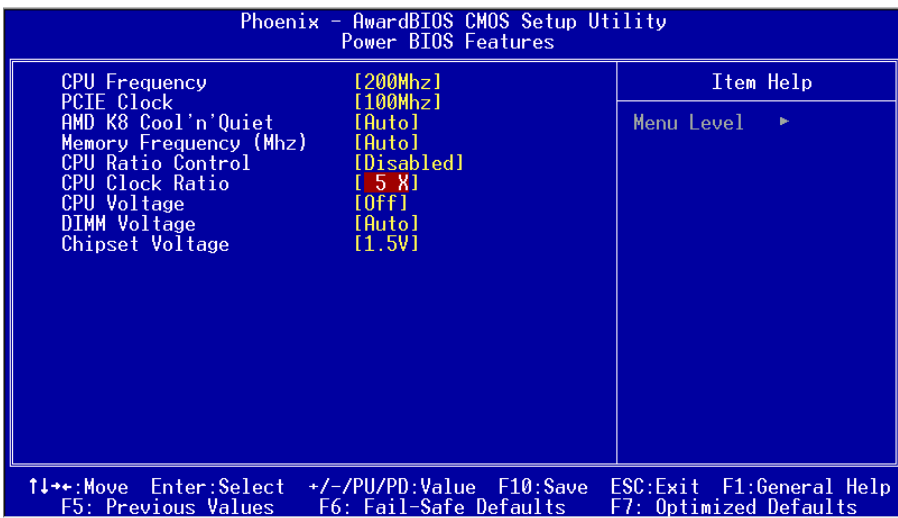 Phoenix - AwardBIOS CMOS Setup Utility
Power BIOS Features
CPU Frequency [200Mhz]
PCIE Clock [100Mhz]
AMD K8 Cool'n'Quiet [Auto]
Memory Frequency (Mhz) [Auto]
CPU Ratio Control [Disabled]
CPU Clock Ratio [ 5 X]
CPU Voltage [Off]
DIMM Voltage [Auto]
Chipset Voltage [1.5V]
Item Help
Menu Level ►
↑↓→←:Move Enter:Select +/-/PU/PD:Value F10:Save ESC:Exit F1:General Help
F5: Previous Values F6: Fail-Safe Defaults F7: Optimized Defaults